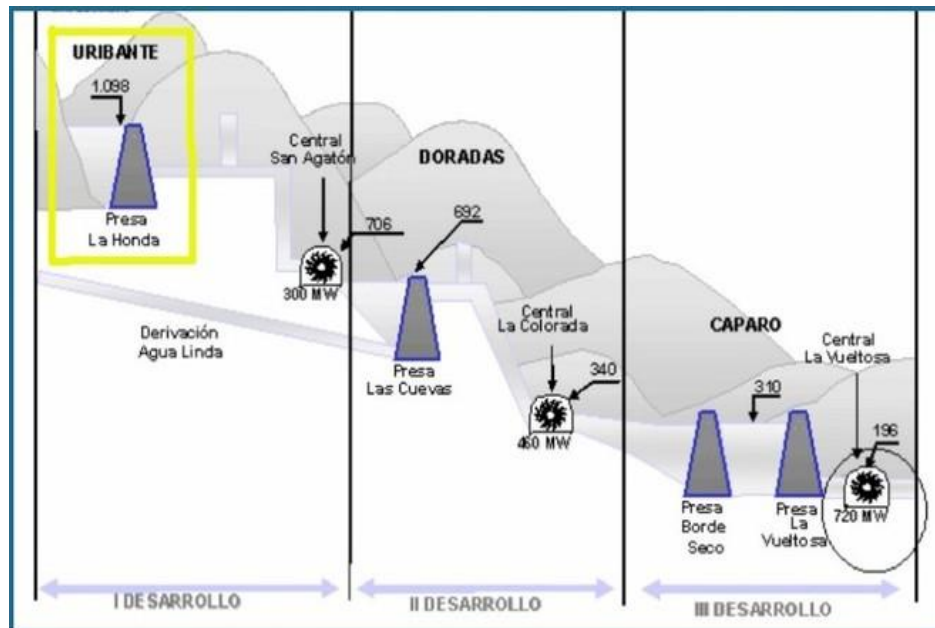 URIBANTE
1.098
Presa
La Honda
Central
San Agatón
706
300 MW
Derivación
Agua Linda
DORADAS
692
Presa
Las Cuevas
Central
La Colorada
340
460 MW
CAPARO
Central
La Vueltosa
310
196
Presa
Borde
Seco
Presa
La
Vueltosa
720 MW
I DESARROLLO
II DESARROLLO
III DESARROLLO